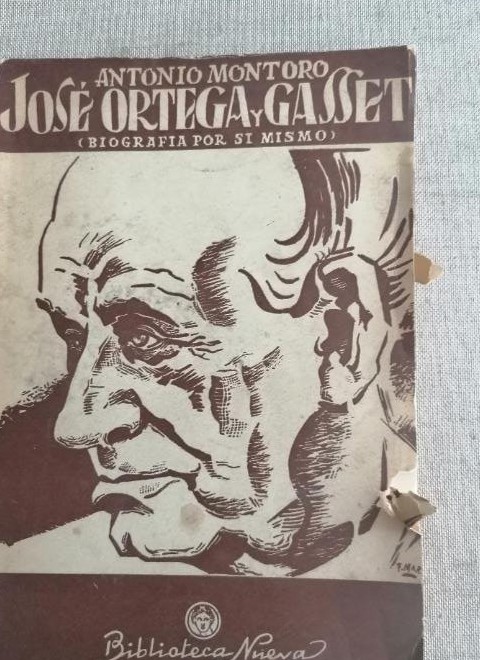 ANTONIO MONTORO
JOSÉ ORTEGA Y GASSET
(BIOGRAFIA POR SI MISMO)
Biblioteca Nueva